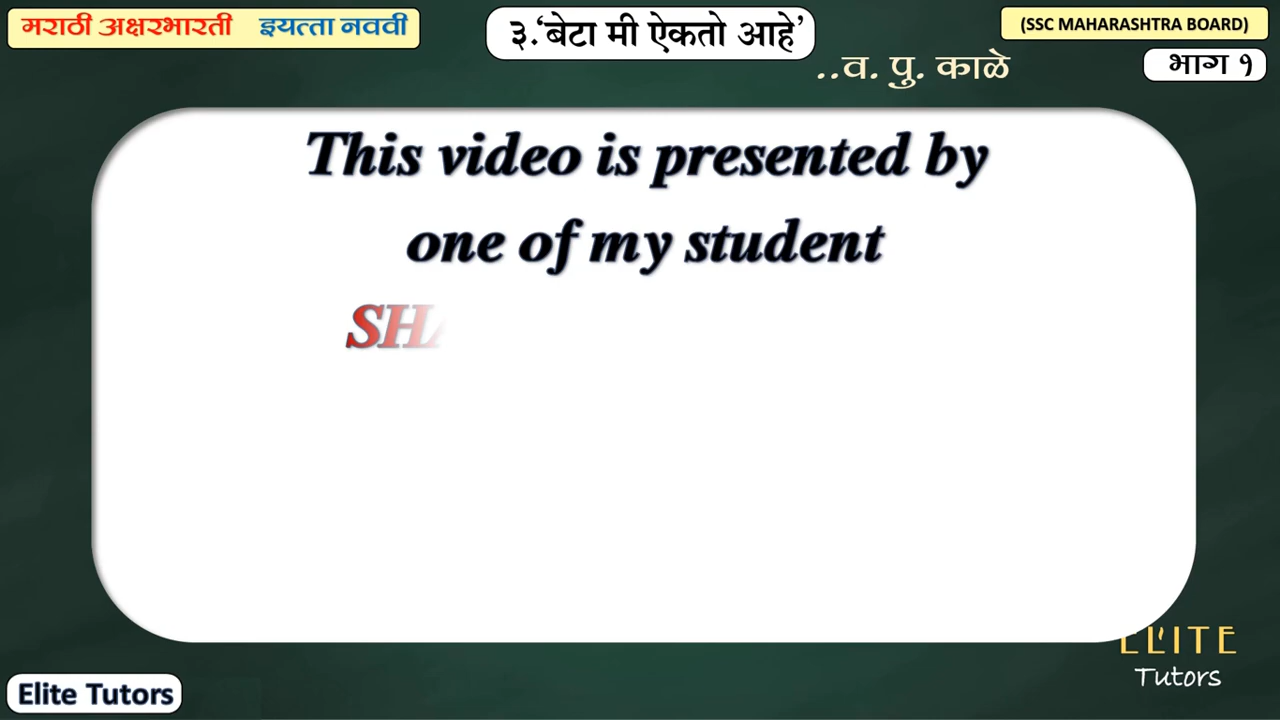 मराठी अक्षरभारती इयत्ता नववी
३.‘बेटा मी ऐकतो आहे’
(SSC MAHARASHTRA BOARD)
..व. पु. काळे
भाग १
This video is presented by
one of my student
ELITE
Tutors
Elite Tutors